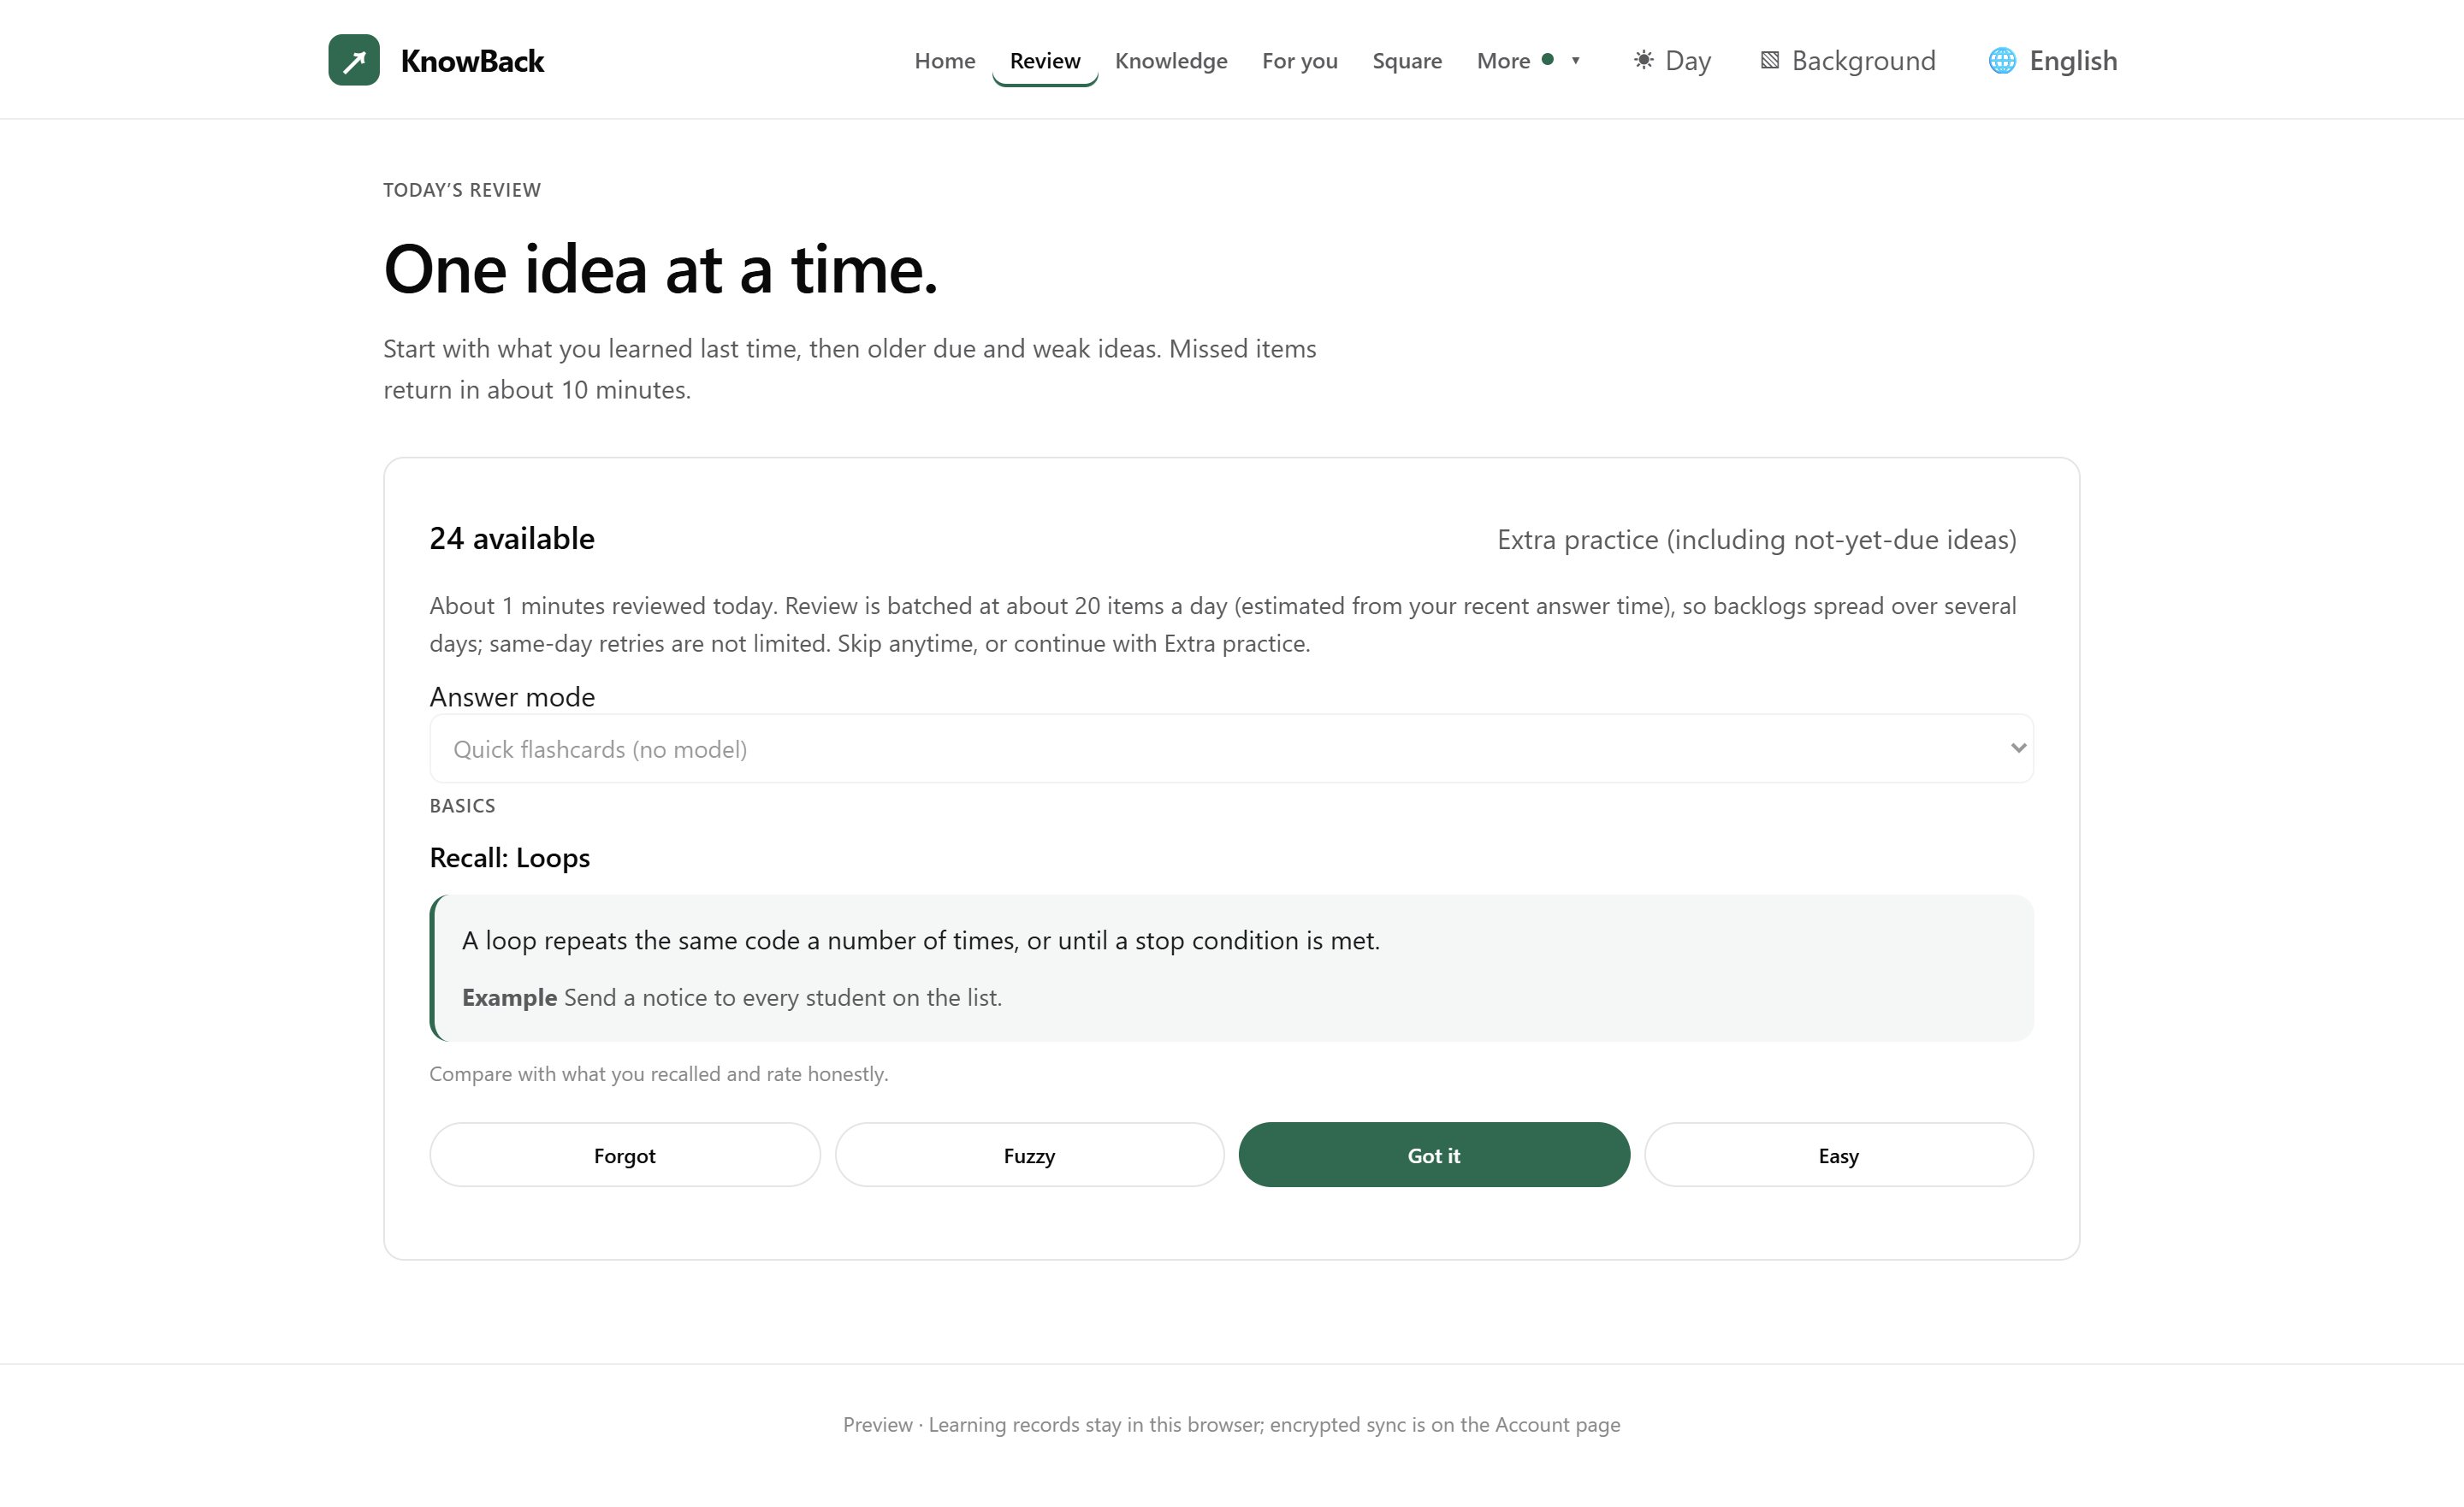 KnowBack
Home Review Knowledge For you Square More Day Background English
TODAY’S REVIEW
One idea at a time.
Start with what you learned last time, then older due and weak ideas. Missed items
return in about 10 minutes.
24 available
Extra practice (including not-yet-due ideas)
About 1 minutes reviewed today. Review is batched at about 20 items a day (estimated from your recent answer time), so backlogs spread over several
days; same-day retries are not limited. Skip anytime, or continue with Extra practice.
Answer mode
Quick flashcards (no model)
BASICS
Recall: Loops
A loop repeats the same code a number of times, or until a stop condition is met.
Example Send a notice to every student on the list.
Compare with what you recalled and rate honestly.
Forgot Fuzzy Got it Easy
Preview · Learning records stay in this browser; encrypted sync is on the Account page